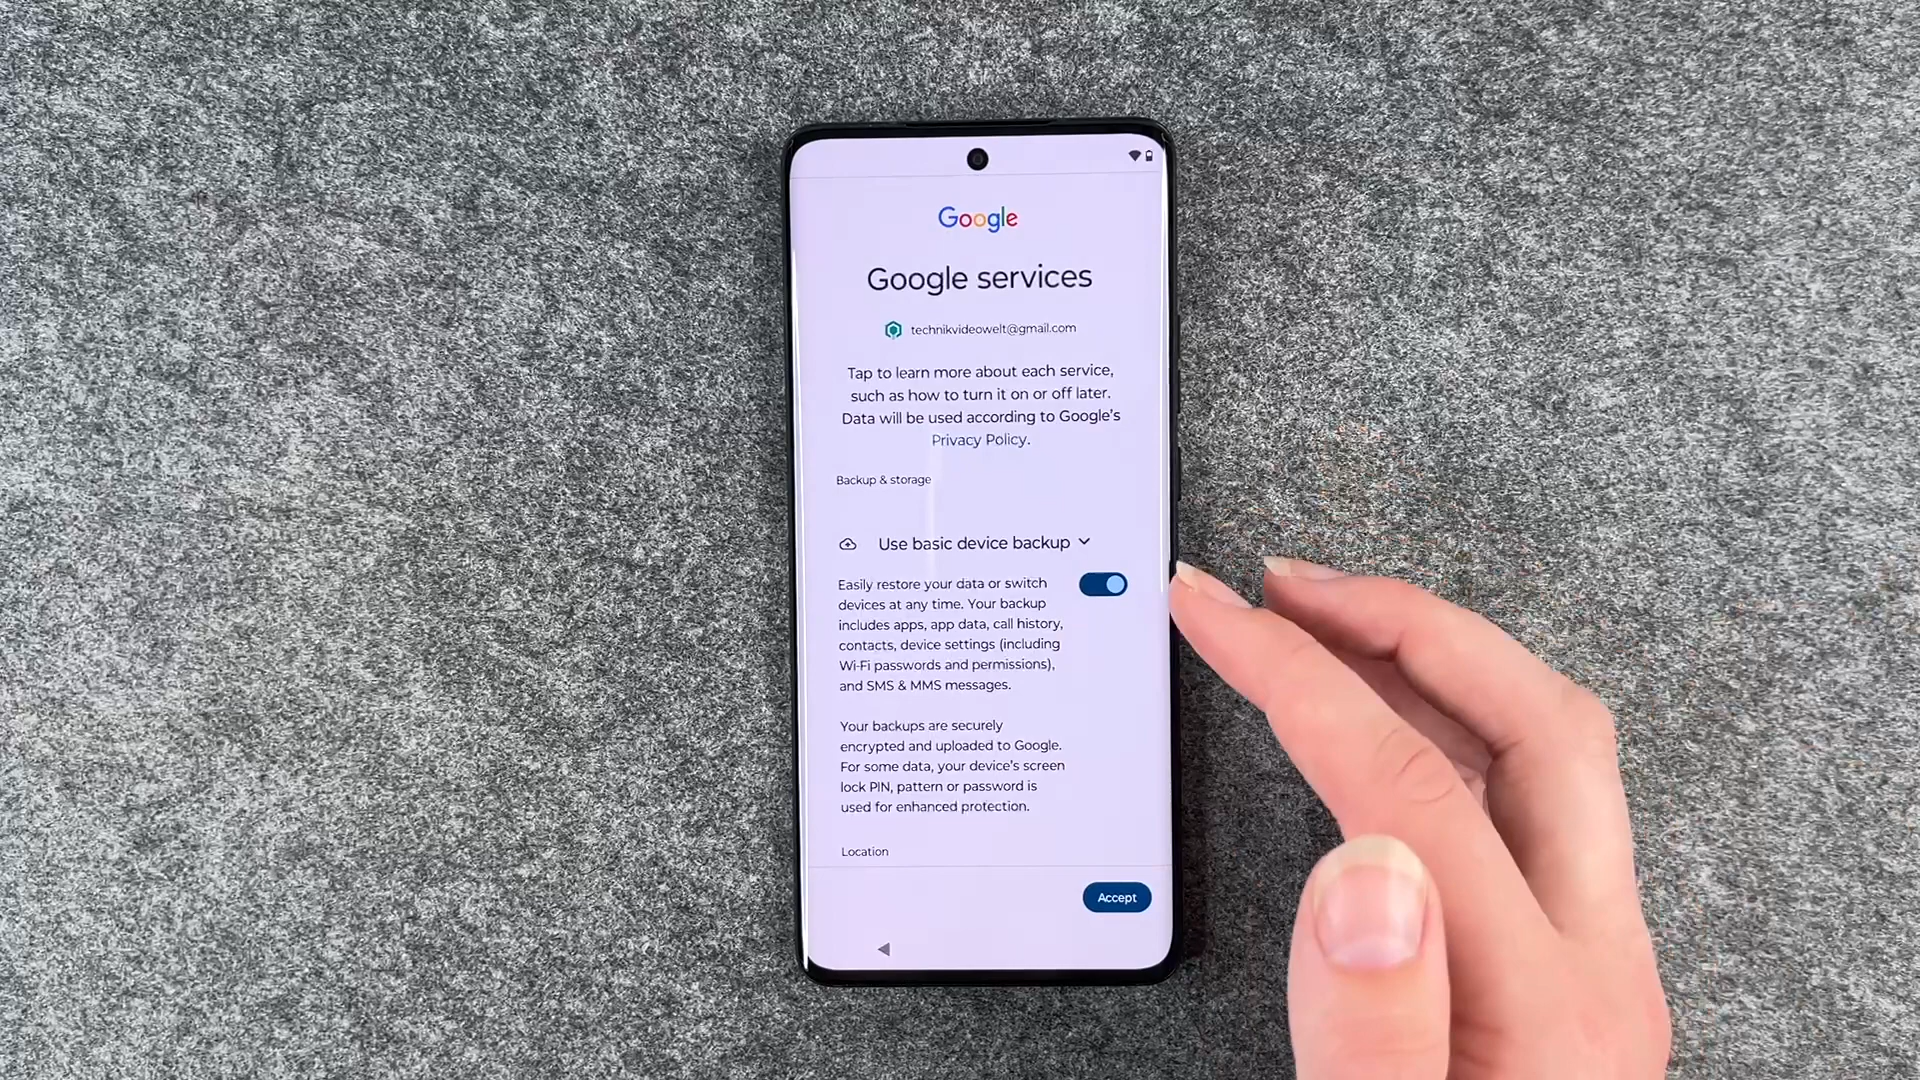 Google
Google services
technikvideowelt@gmail.com
Tap to learn more about each service,
such as how to turn it on or off later.
Data will be used according to Google's
Privacy Policy.
Backup & storage
Use basic device backup
Easily restore your data or switch
devices at any time. Your backup
includes apps, app data, call history,
contacts, device settings (including
Wi-Fi passwords and permissions),
and SMS & MMS messages.
Your backups are securely
encrypted and uploaded to Google.
For some data, your device's screen
lock PIN, pattern or password is
used for enhanced protection.
Location
Accept